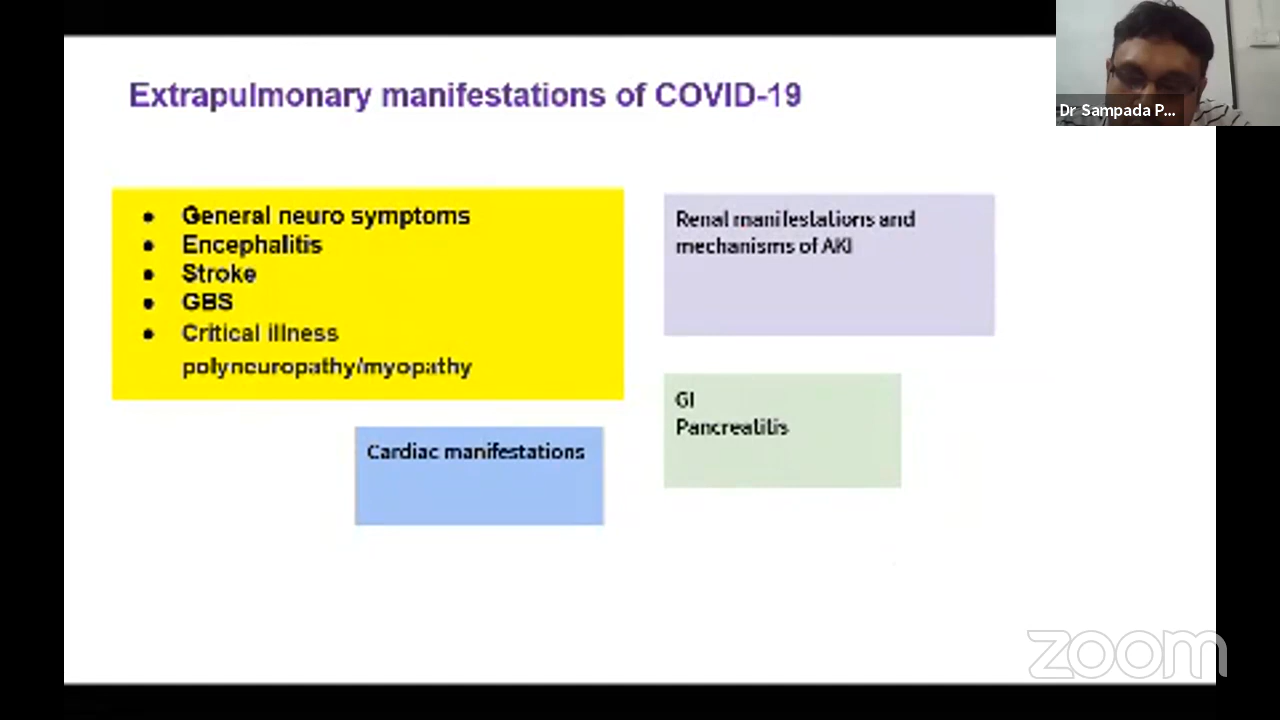 Extrapulmonary manifestations of COVID-19
Dr Sampada P...
● General neuro symptoms
● Encephalitis
● Stroke
● GBS
● Critical illness
polyneuropathy/myopathy
Renal manifestations and
mechanisms of AKI
GI
Pancreatitis
Cardiac manifestations
zoom